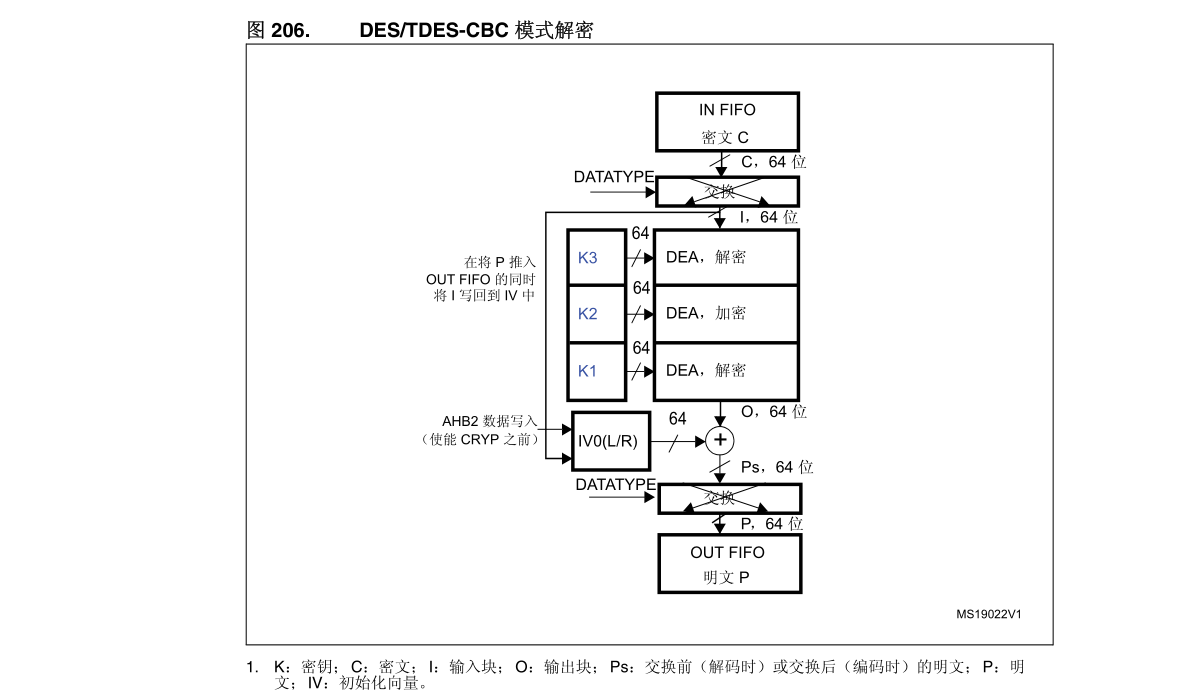 图 206. DES/TDES-CBC 模式解密
IN FIFO
密文 C
C，64 位
DATATYPE
交换
I，64 位
64
K3
DEA，解密
在将 P 推入
OUT FIFO 的同时
将 I 写回到 IV 中
64
K2
DEA，加密
64
K1
DEA，解密
O，64 位
AHB2 数据写入
（使能 CRYP 之前）
IV0(L/R)
64
+
Ps，64 位
DATATYPE
交换
P，64 位
OUT FIFO
明文 P
MS19022V1
1. K：密钥；C：密文；I：输入块；O：输出块；Ps：交换前（解码时）或交换后（编码时）的明文；P：明
文；IV：初始化向量。